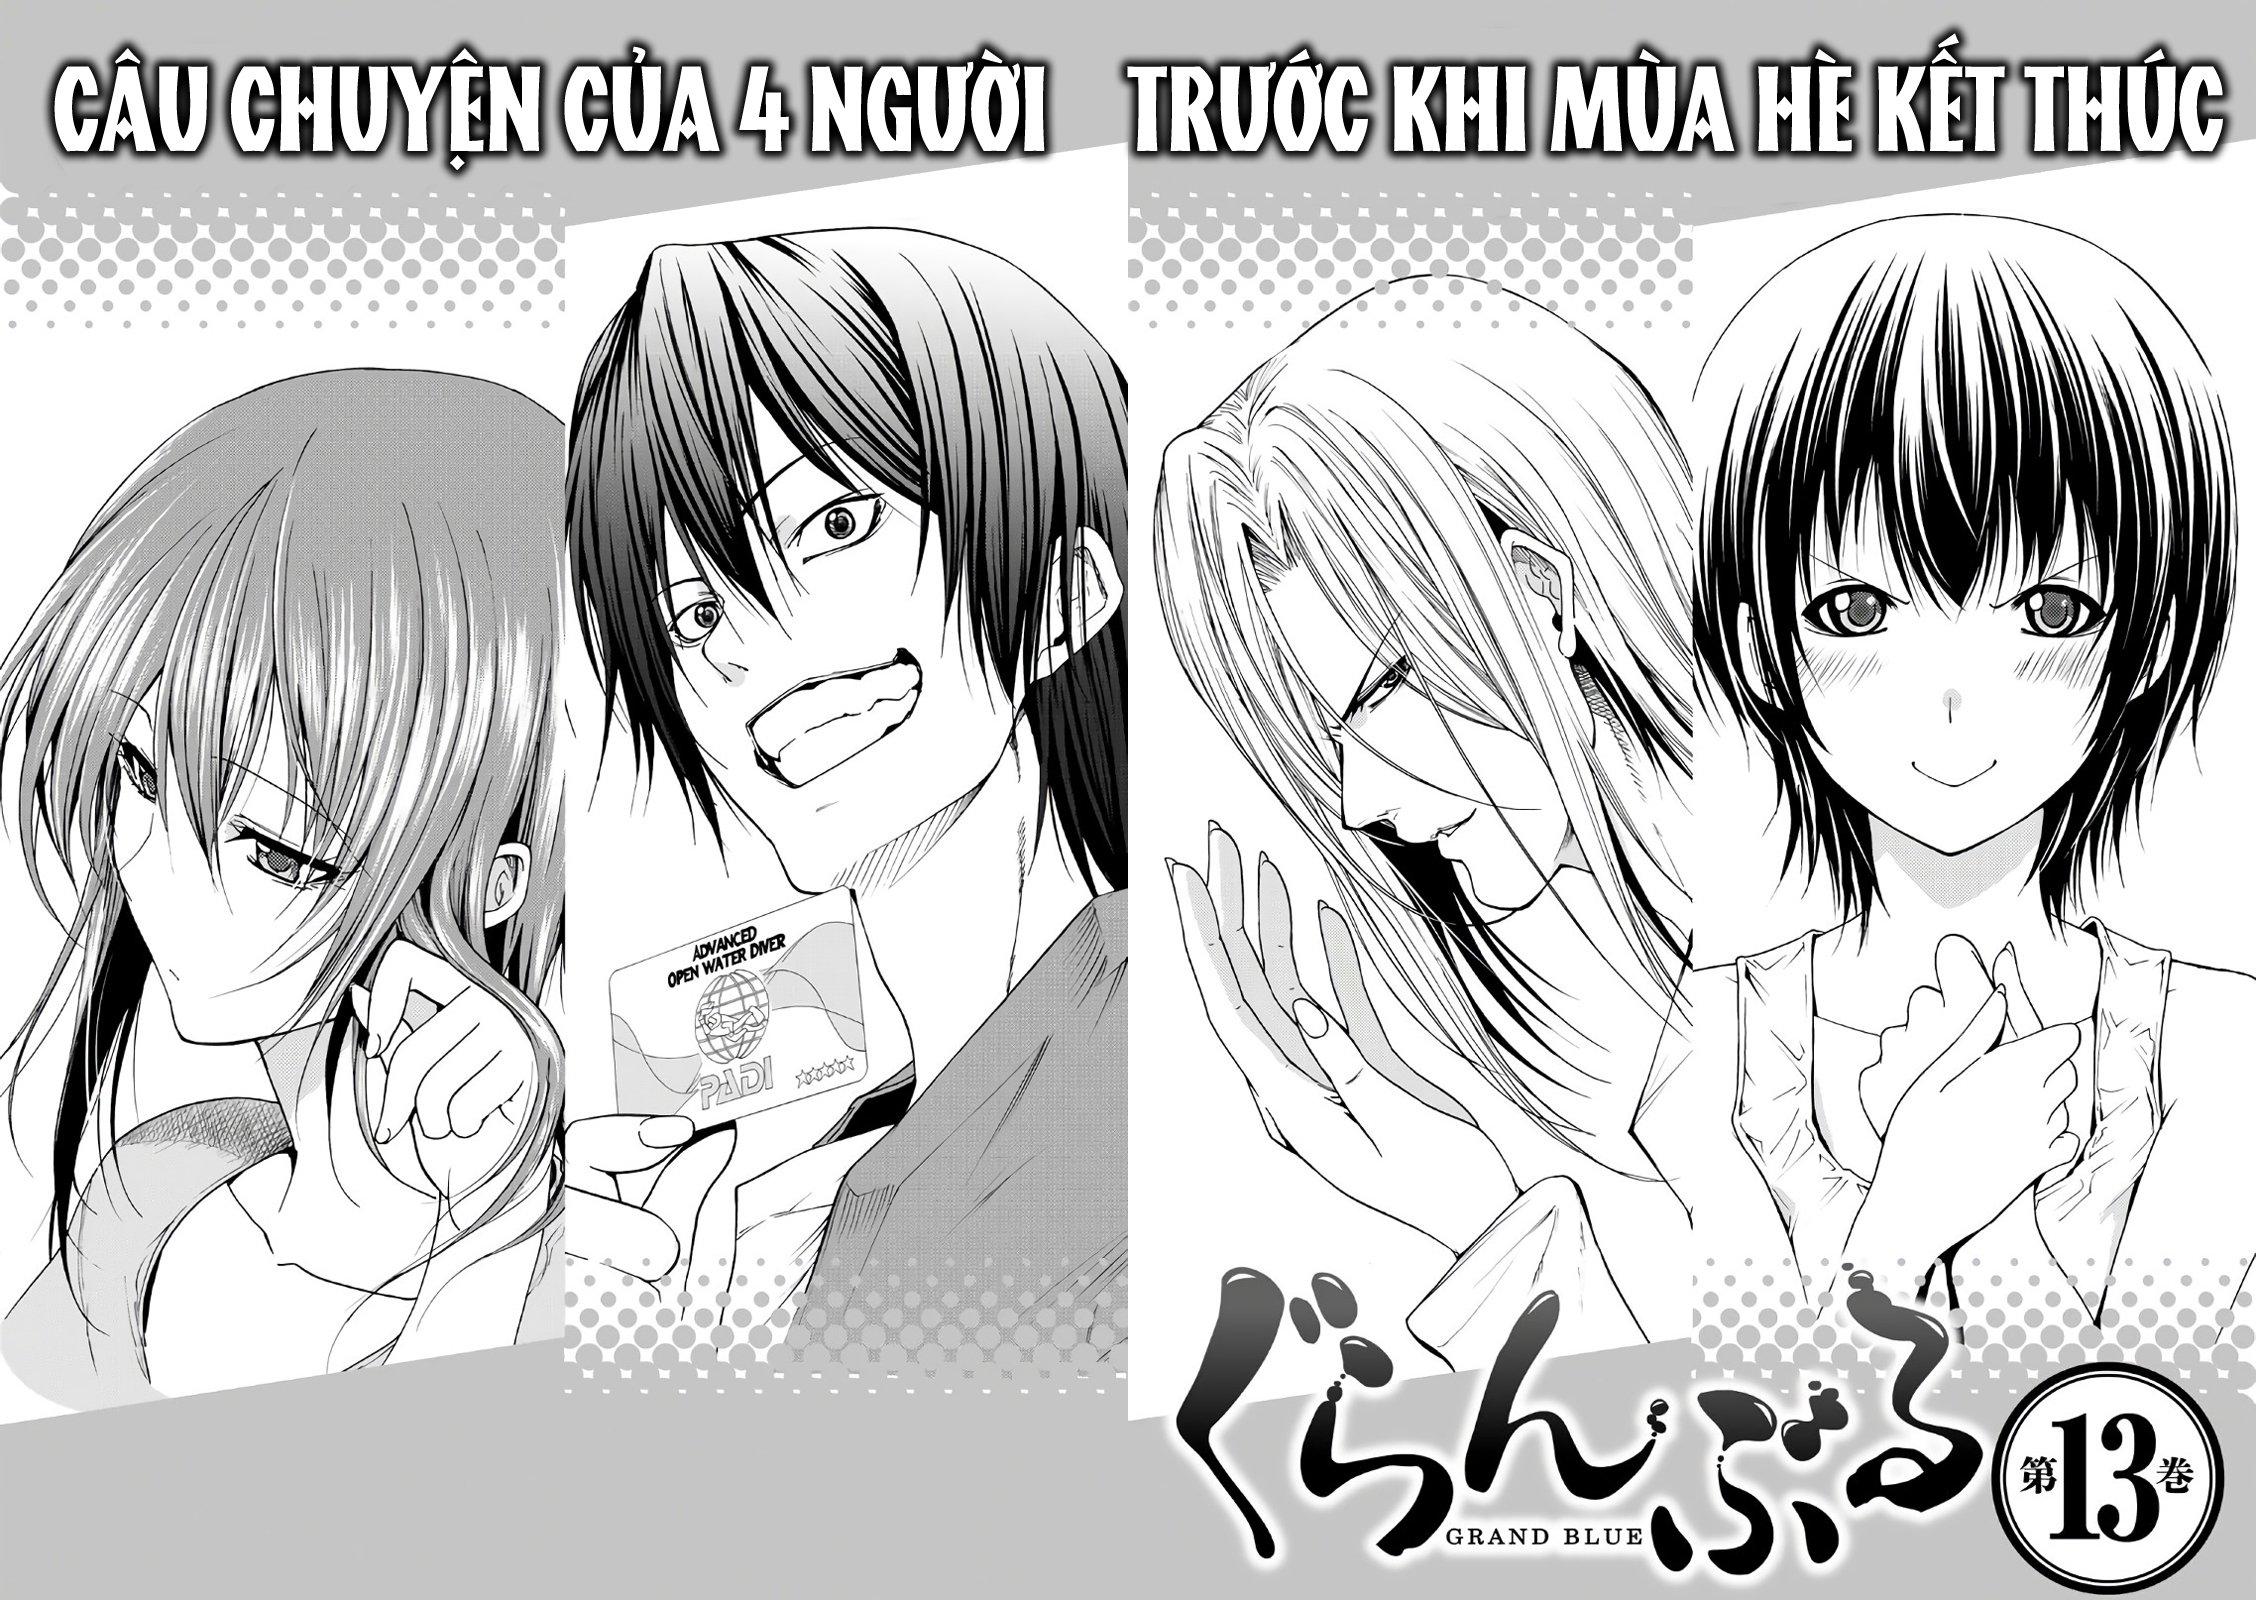 CÂU CHUYỆN CỦA 4 NGƯỜI TRƯỚC KHI MÙA HÈ KẾT THÚC
ADVANCED
OPEN WATER DIVER
PADI
ぐらんぶる
GRAND BLUE
第13巻